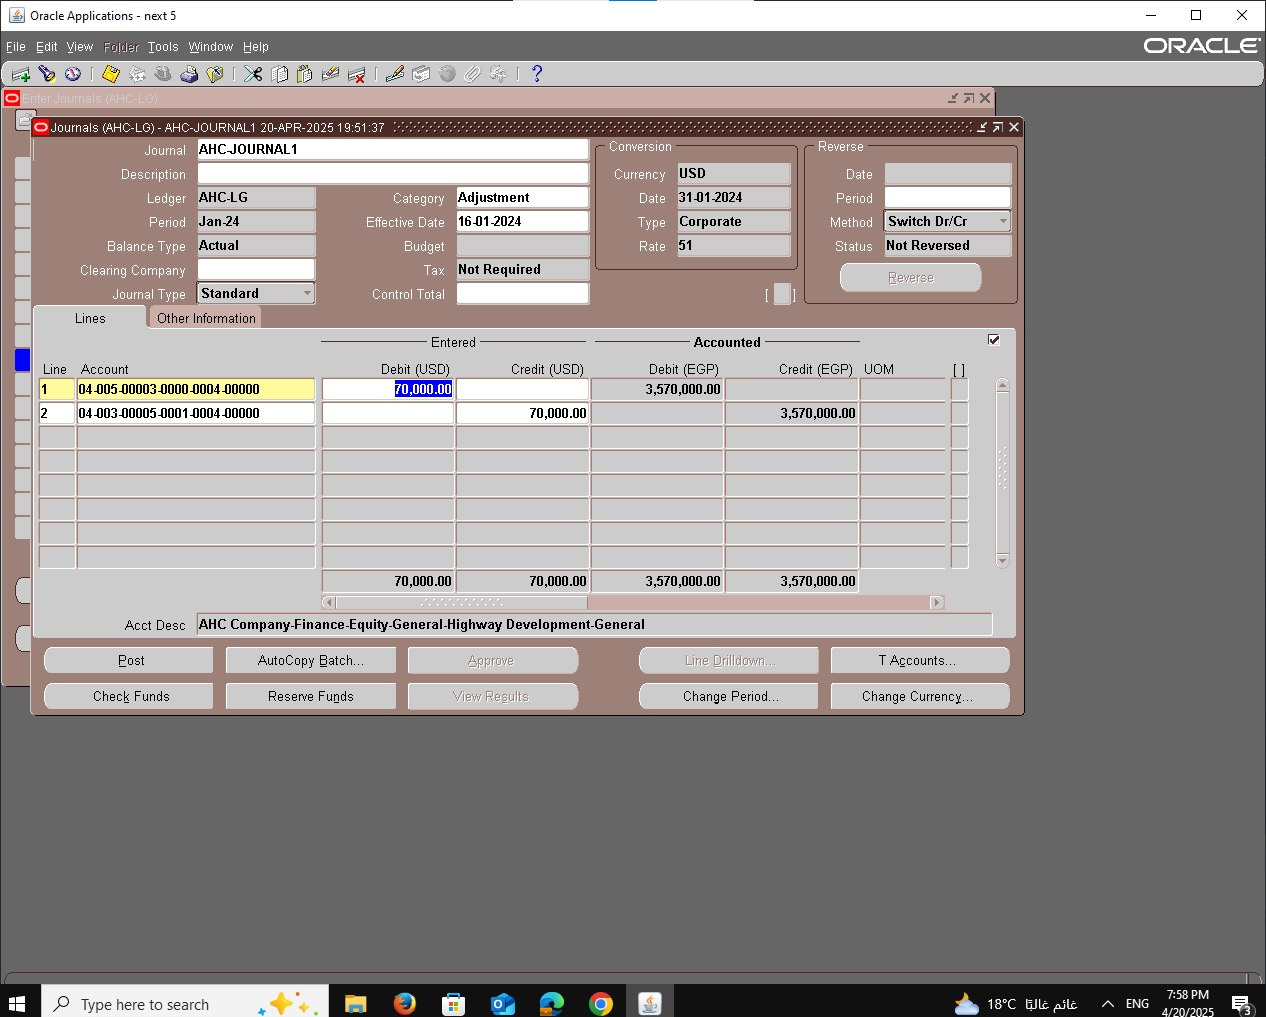 Oracle Applications - next 5
File Edit View Folder Tools Window Help
ORACLE
Enter Journals (AHC-LG)
Journals (AHC-LG) - AHC-JOURNAL1 20-APR-2025 19:51:37
Journal AHC-JOURNAL1
Description
Ledger AHC-LG Category Adjustment
Period Jan-24 Effective Date 16-01-2024
Balance Type Actual Budget
Clearing Company Tax Not Required
Journal Type Standard Control Total
Conversion
Currency USD
Date 31-01-2024
Type Corporate
Rate 51
[ ]
Reverse
Date
Period
Method Switch Dr/Cr
Status Not Reversed
Reverse
Lines Other Information
Entered Accounted
Line Account Debit (USD) Credit (USD) Debit (EGP) Credit (EGP) UOM [ ]
1 04-005-00003-0000-0004-00000 70,000.00 3,570,000.00
2 04-003-00005-0001-0004-00000 70,000.00 3,570,000.00
70,000.00 70,000.00 3,570,000.00 3,570,000.00
Acct Desc AHC Company-Finance-Equity-General-Highway Development-General
Post AutoCopy Batch... Approve Line Drilldown... T Accounts...
Check Funds Reserve Funds View Results Change Period... Change Currency...
Type here to search
18°C غائم غالبًا ENG 7:58 PM
4/20/2025 3